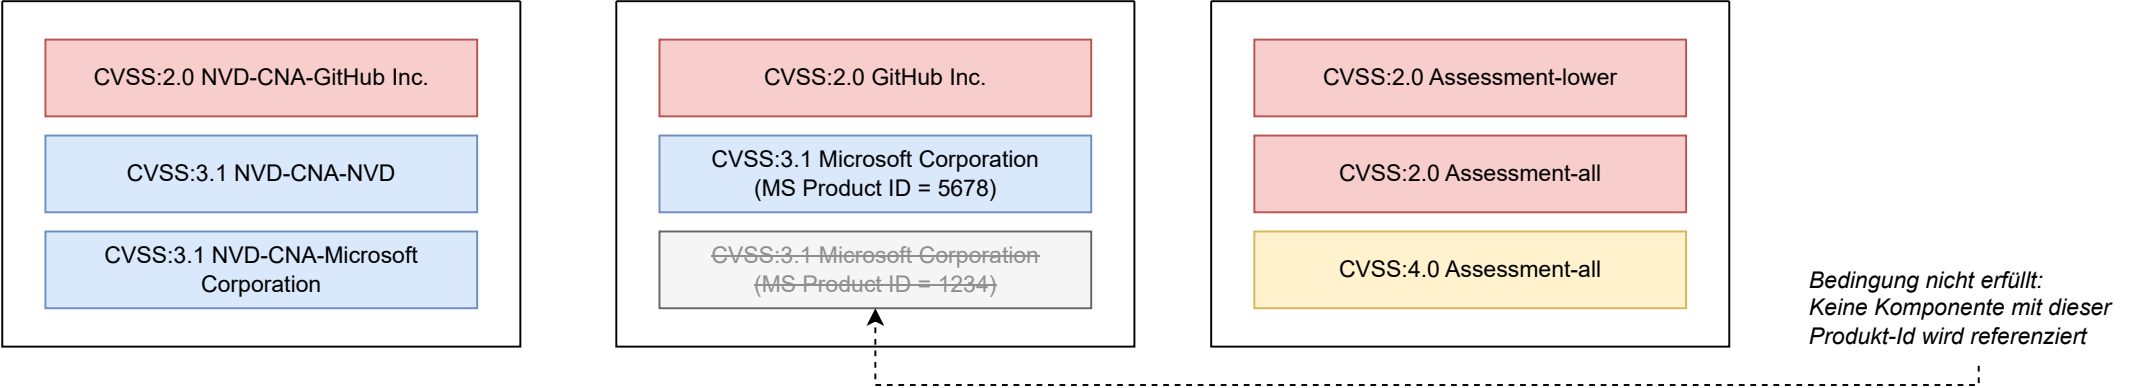 CVSS:2.0 NVD-CNA-GitHub Inc.
CVSS:3.1 NVD-CNA-NVD
CVSS:3.1 NVD-CNA-Microsoft
Corporation
CVSS:2.0 GitHub Inc.
CVSS:3.1 Microsoft Corporation
(MS Product ID = 5678)
CVSS:3.1 Microsoft Corporation
(MS Product ID = 1234)
CVSS:2.0 Assessment-lower
CVSS:2.0 Assessment-all
CVSS:4.0 Assessment-all
Bedingung nicht erfüllt:
Keine Komponente mit dieser
Produkt-Id wird referenziert